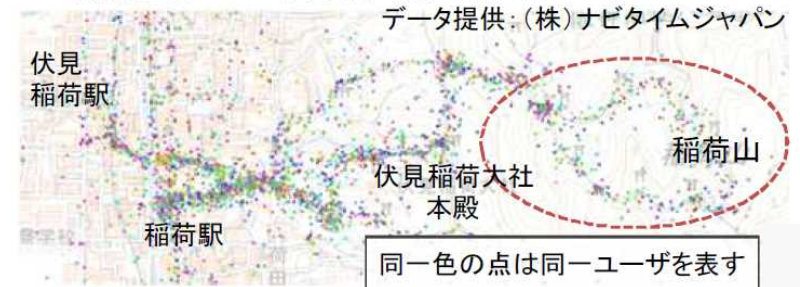 データ提供:(株)ナビタイムジャパン
伏見
稲荷駅
稲荷山
伏見稲荷大社
本殿
稲荷駅
同一色の点は同一ユーザを表す